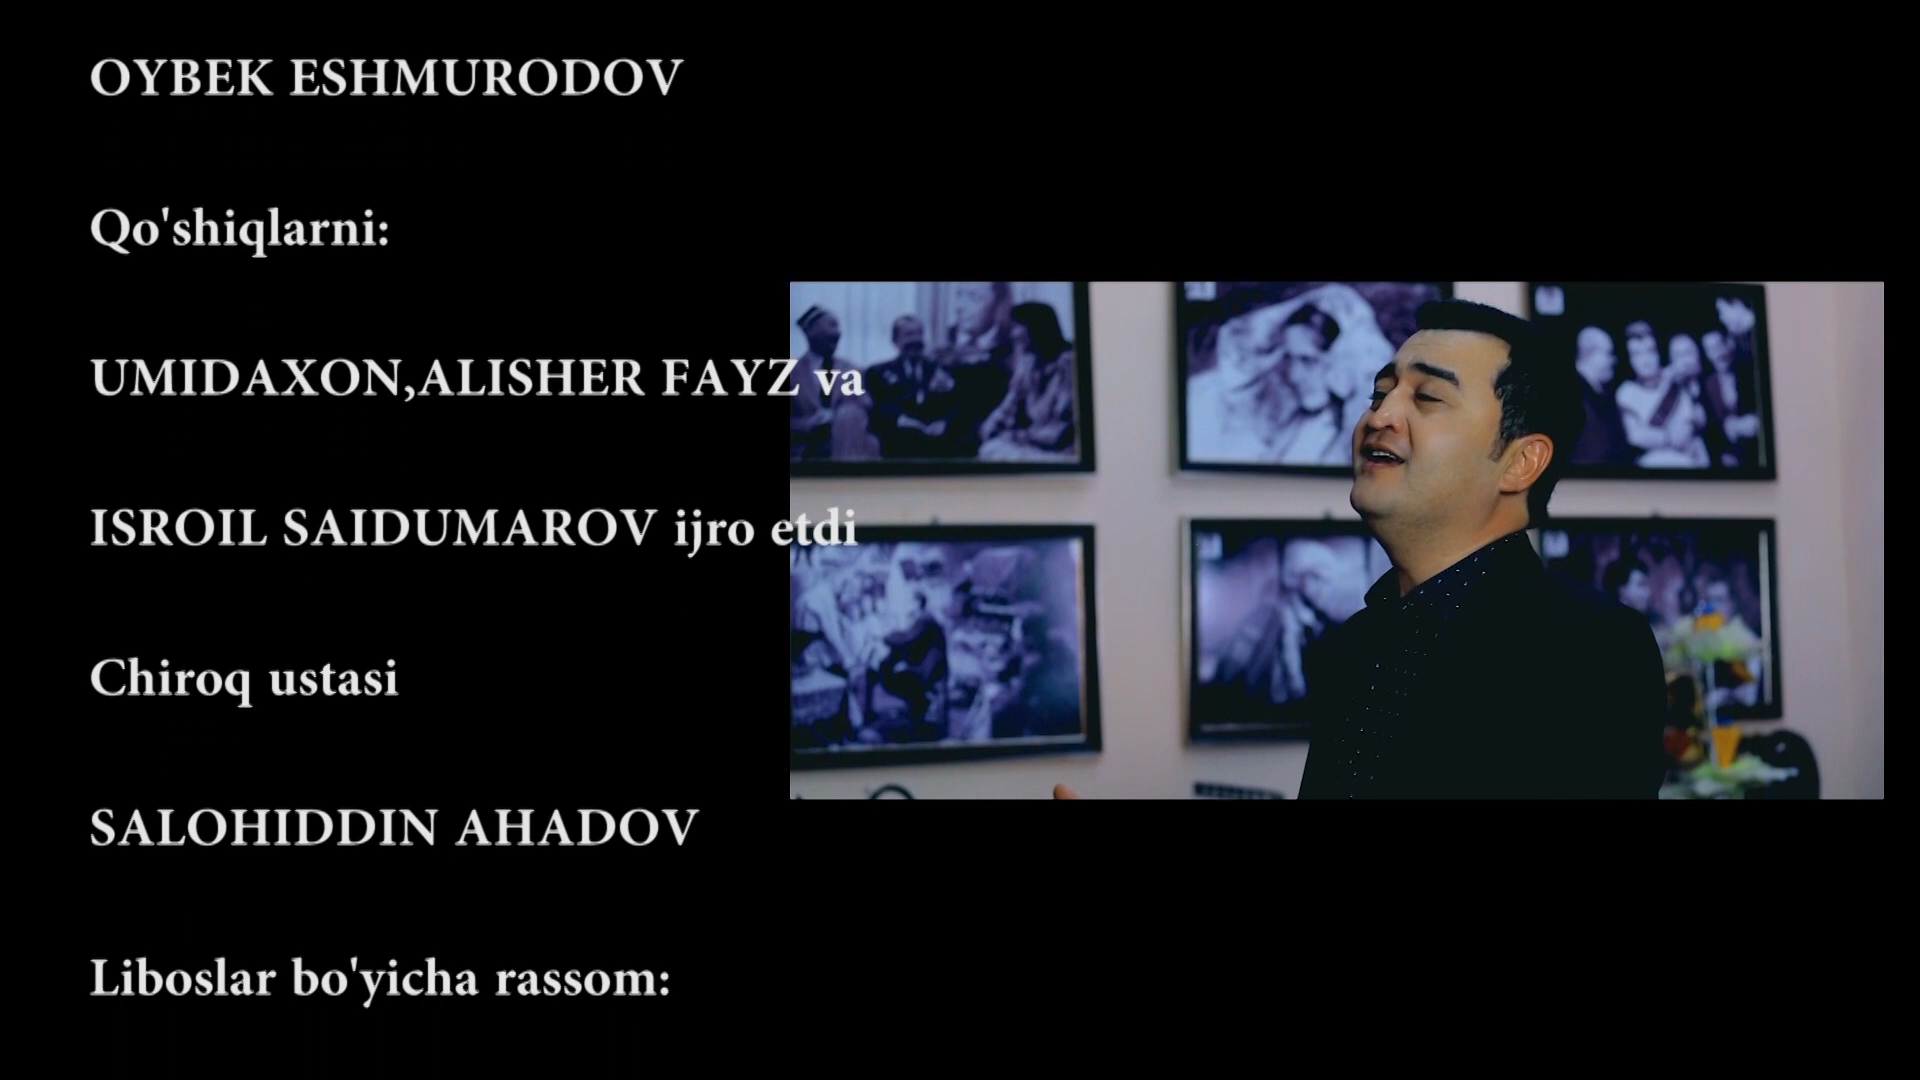 OYBEK ESHMURODOV
Qo'shiqlarni:
UMIDAXON,ALISHER FAYZ va
ISROIL SAIDUMAROV ijro etdi
Chiroq ustasi
SALOHIDDIN AHADOV
Liboslar bo'yicha rassom: